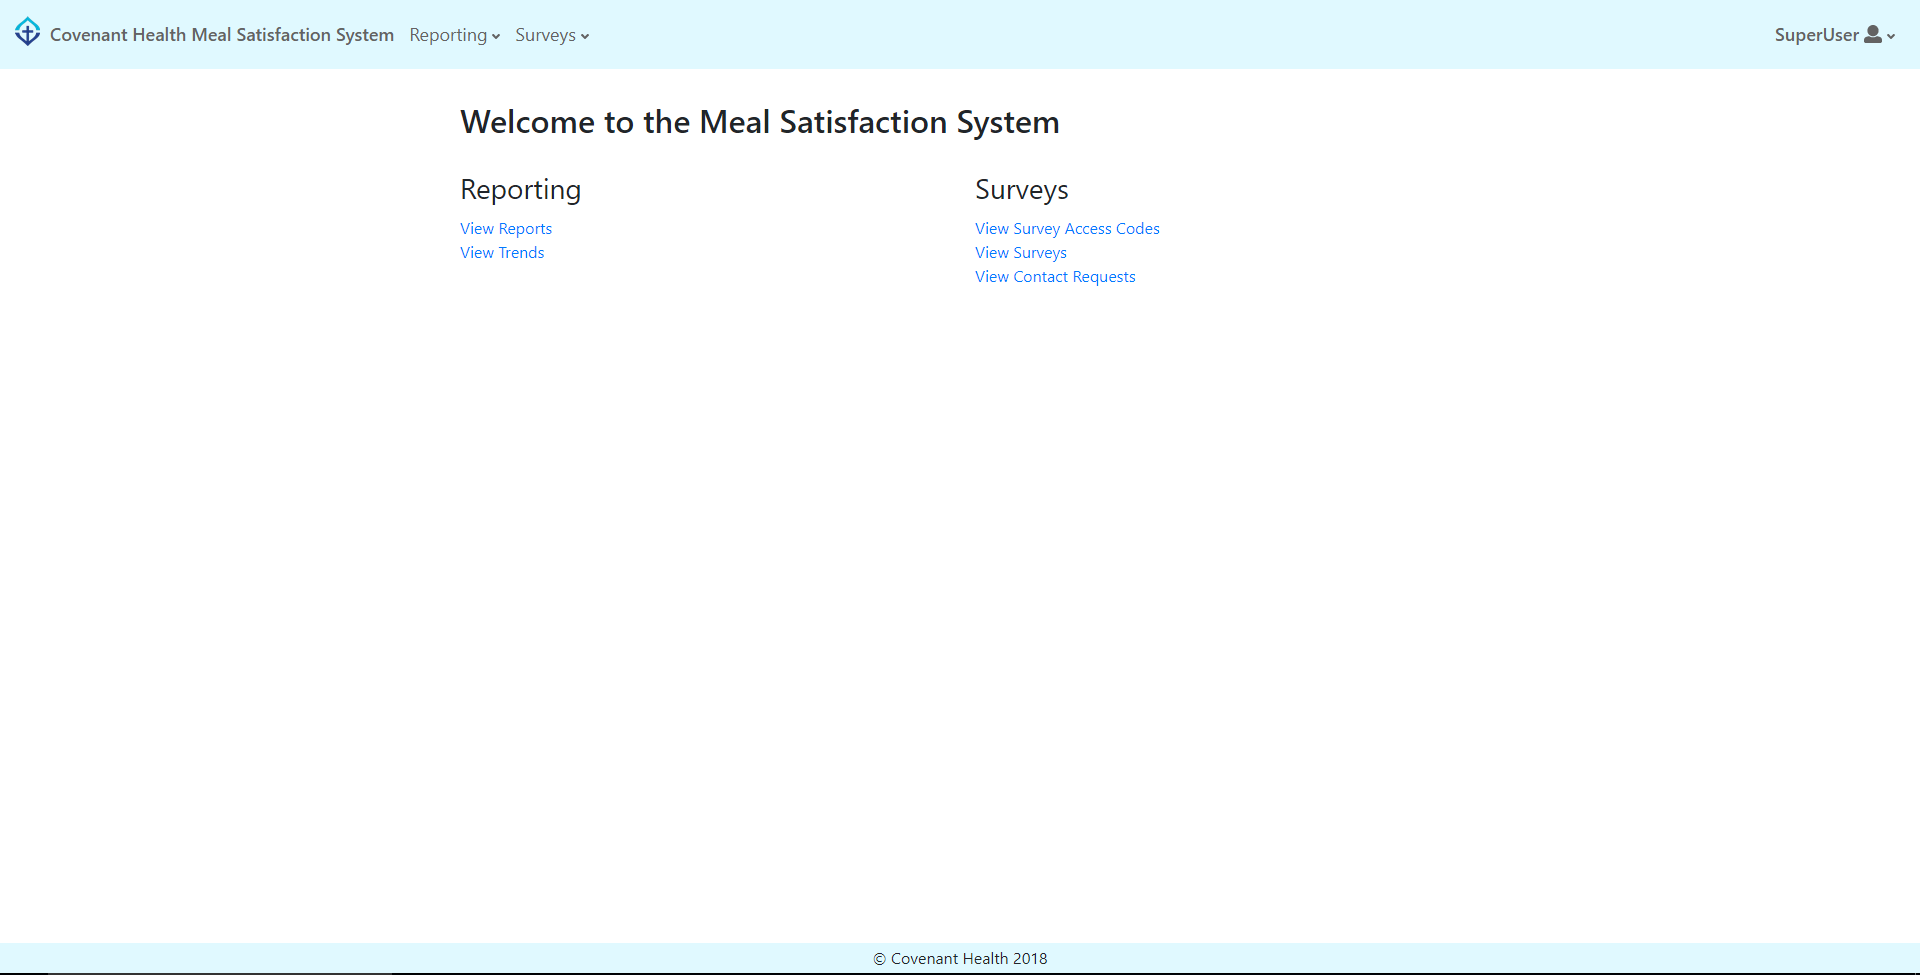 Covenant Health Meal Satisfaction System Reporting Surveys SuperUser
Welcome to the Meal Satisfaction System
Reporting
View Reports
View Trends
Surveys
View Survey Access Codes
View Surveys
View Contact Requests
© Covenant Health 2018